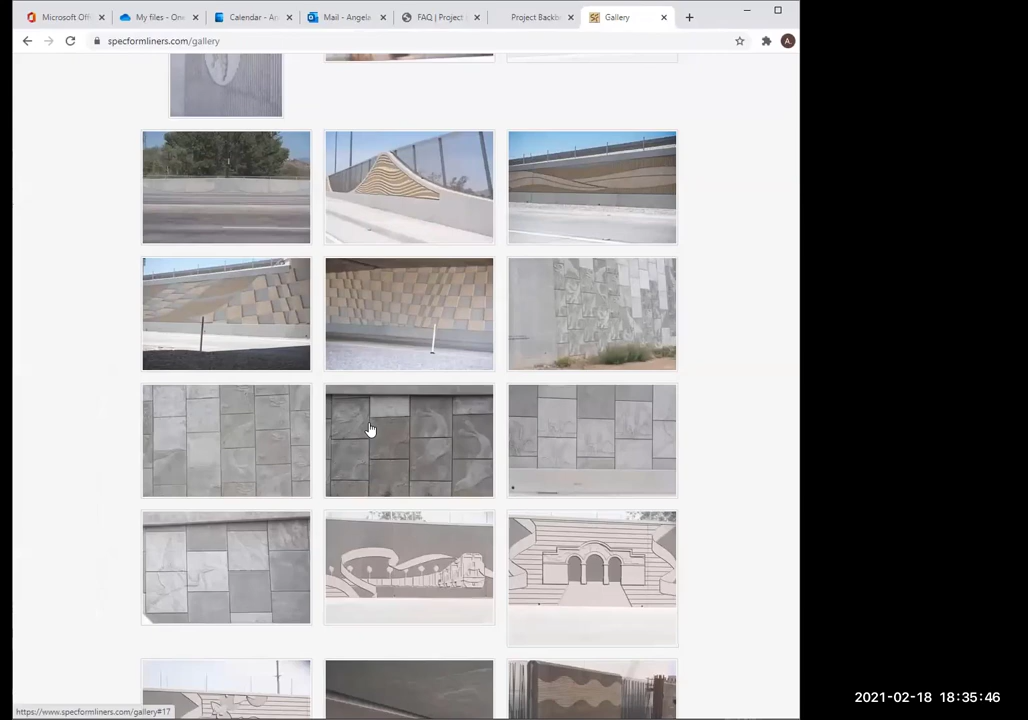 Microsoft Off
My files - One
Calendar - An
Mail - Angela
FAQ | Project
Project Backb
Gallery
specformliners.com/gallery
A.
https://www.specformliners.com/gallery#17
2021-02-18 18:35:46